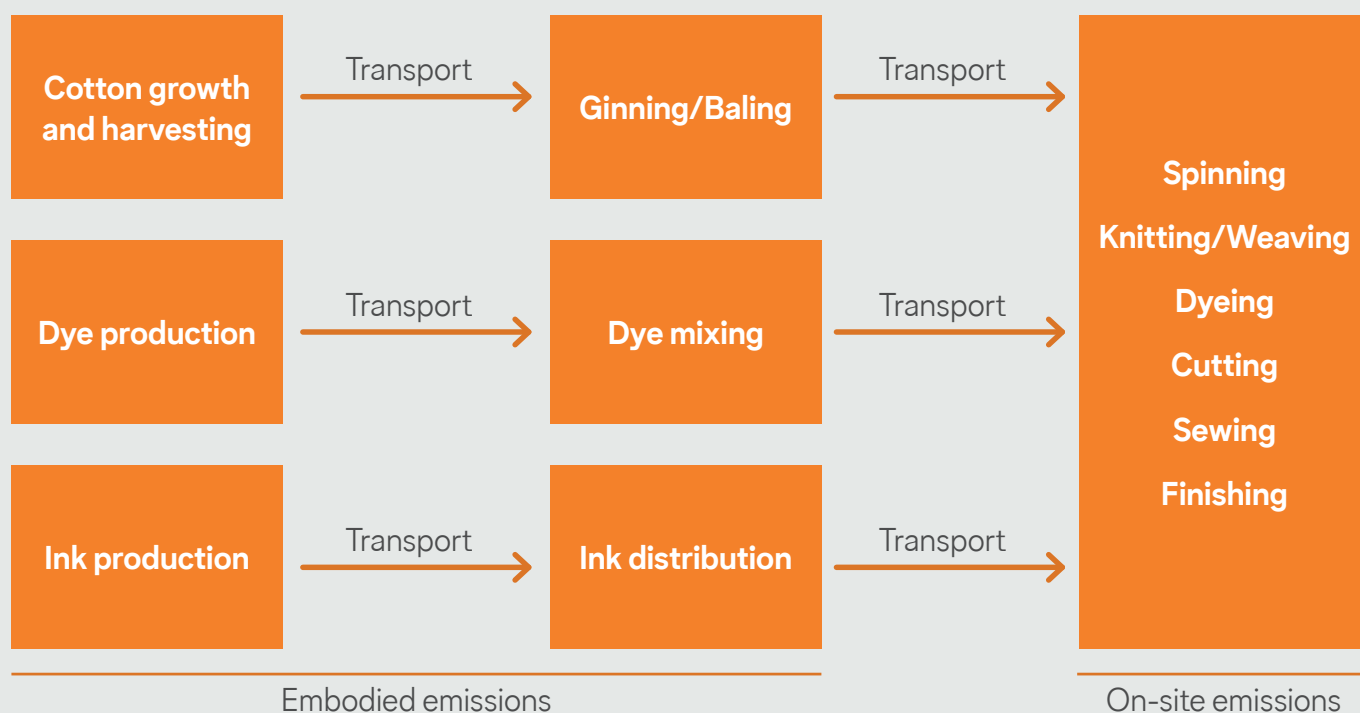 Cotton growth
and harvesting
Transport
Ginning/Baling
Transport
Dye production
Transport
Dye mixing
Transport
Ink production
Transport
Ink distribution
Transport
Spinning
Knitting/Weaving
Dyeing
Cutting
Sewing
Finishing
Embodied emissions
On-site emissions